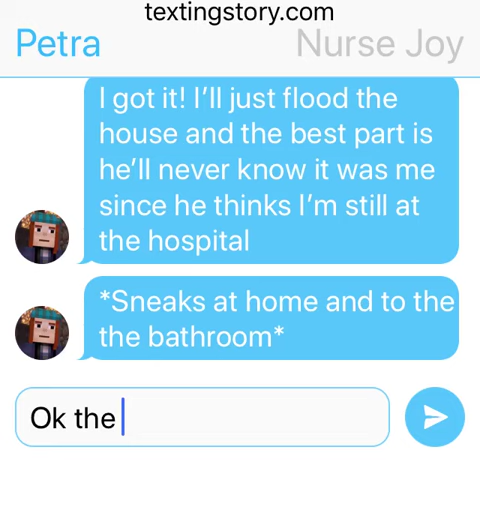 textingstory.com
Petra
Nurse Joy
I got it! I’ll just flood the
house and the best part is
he’ll never know it was me
since he thinks I’m still at
the hospital
*Sneaks at home and to the
the bathroom*
Ok the